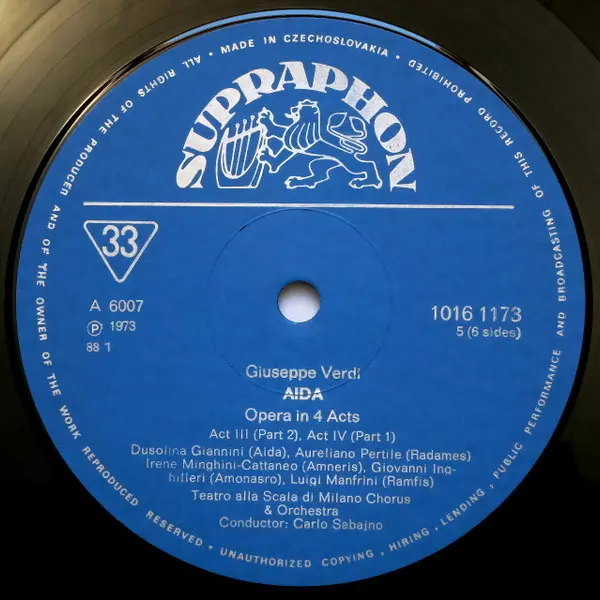 • MADE IN CZECHOSLOVAKIA •
ALL RIGHTS OF THE PRODUCER AND OF THE OWNER OF THE WORK REPRODUCED RESERVED • UNAUTHORIZED COPYING, HIRING, LENDING, PUBLIC PERFORMANCE AND BROADCASTING OF THIS RECORD PROHIBITED
SUPRAPHON
33
A 6007
℗ 1973
88 1
1016 1173
5 (6 sides)
Giuseppe Verdi
AIDA
Opera in 4 Acts
Act III (Part 2), Act IV (Part 1)
Dusolina Giannini (Aida), Aureliano Pertile (Radames)
Irene Minghini-Cattaneo (Amneris), Giovanni Ing-
hilleri (Amonasro), Luigi Manfrini (Ramfis)
Teatro alla Scala di Milano Chorus
& Orchestra
Conductor: Carlo Sabajno